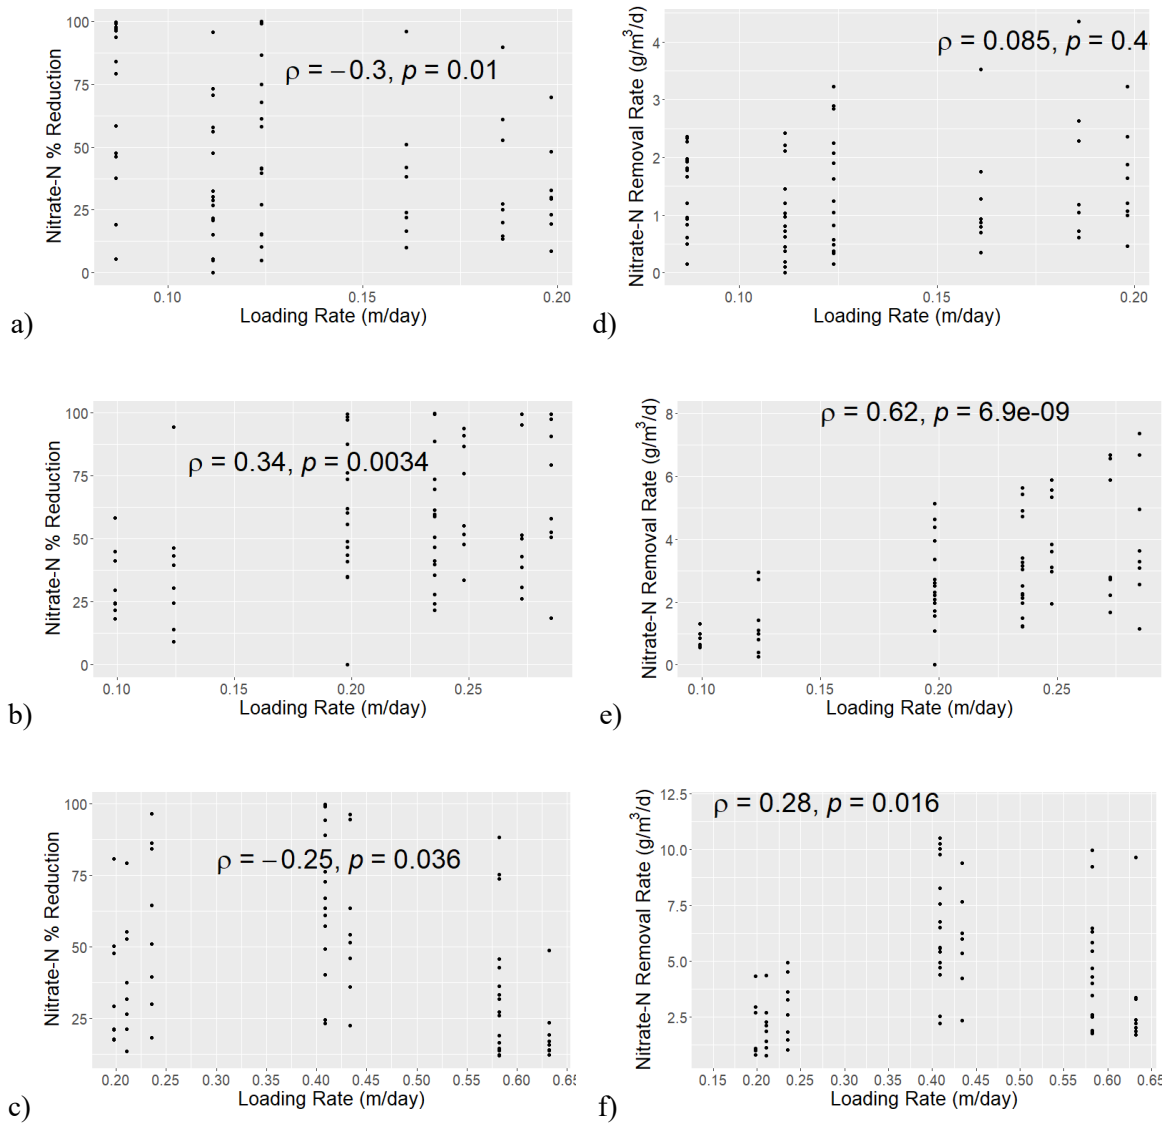 100
75
50
25
0
Nitrate-N % Reduction
ρ = −0.3, p = 0.01
0.10 0.15 0.20
Loading Rate (m/day)
a)
4
3
2
1
0
Nitrate-N Removal Rate (g/m³/d)
ρ = 0.085, p = 0.4
0.10 0.15 0.20
Loading Rate (m/day)
d)
100
75
50
25
0
Nitrate-N % Reduction
ρ = 0.34, p = 0.0034
0.10 0.15 0.20 0.25
Loading Rate (m/day)
b)
8
6
4
2
0
Nitrate-N Removal Rate (g/m³/d)
ρ = 0.62, p = 6.9e-09
0.10 0.15 0.20 0.25
Loading Rate (m/day)
e)
100
75
50
25
Nitrate-N % Reduction
ρ = −0.25, p = 0.036
0.20 0.25 0.30 0.35 0.40 0.45 0.50 0.55 0.60 0.65
Loading Rate (m/day)
c)
12.5
10.0
7.5
5.0
2.5
Nitrate-N Removal Rate (g/m³/d)
ρ = 0.28, p = 0.016
0.15 0.20 0.25 0.30 0.35 0.40 0.45 0.50 0.55 0.60 0.65
Loading Rate (m/day)
f)